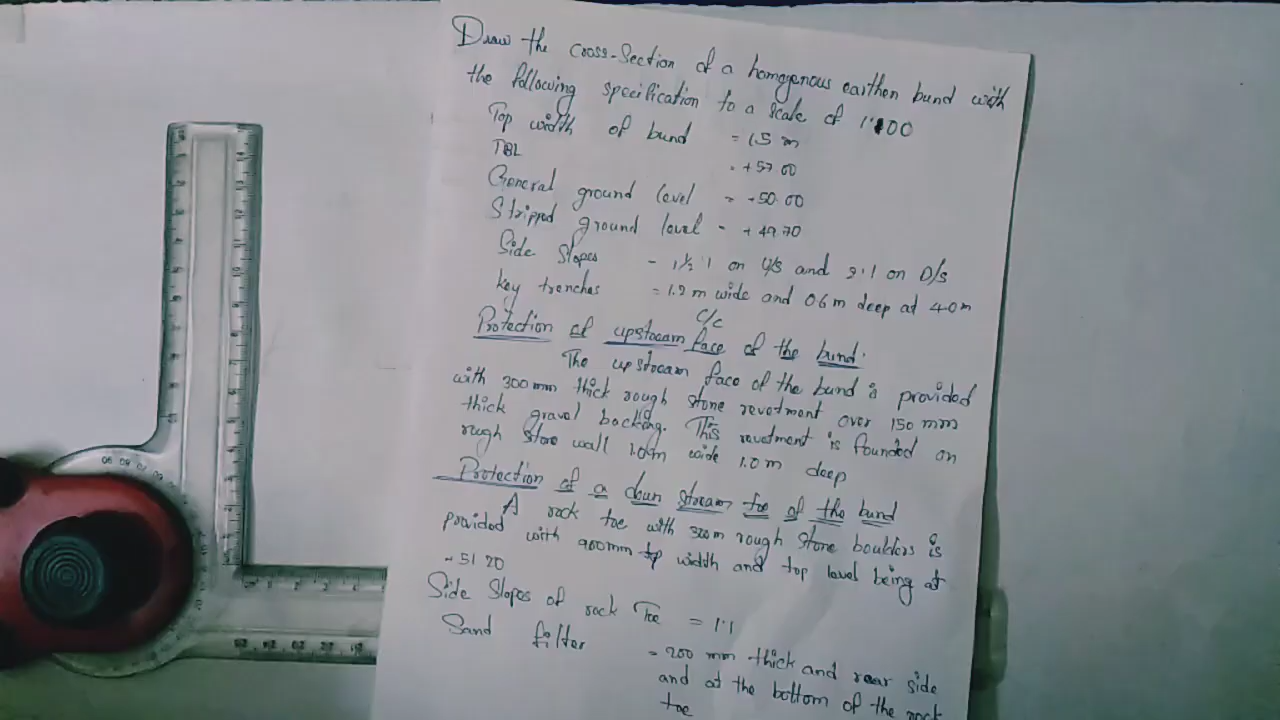 Draw the cross-Section of a homogenous earthen bund with
the following specification to a scale of 1:100
Top width of bund = 1.5 m
TBL = +57.00
General ground level = +50.00
Stripped ground level = +49.70
Side Slopes - 1½:1 on U/s and 2:1 on D/s
Key trenches = 1.2 m wide and 0.6 m deep at 4.0 m
C/c
Protection of upstream face of the bund:
The upstream face of the bund is provided
with 300 mm thick rough stone revetment over 150 mm
thick gravel backing. This revetment is founded on
rough stone wall 1.0 m wide 1.0 m deep
Protection of a down stream toe of the bund
A rock toe with rough stone boulders is
provided with 900mm top width and top level being at
51.20
Side Slopes of rock Toe = 1:1
Sand filter = 200 mm thick and rear side
and at the bottom of the rock
toe